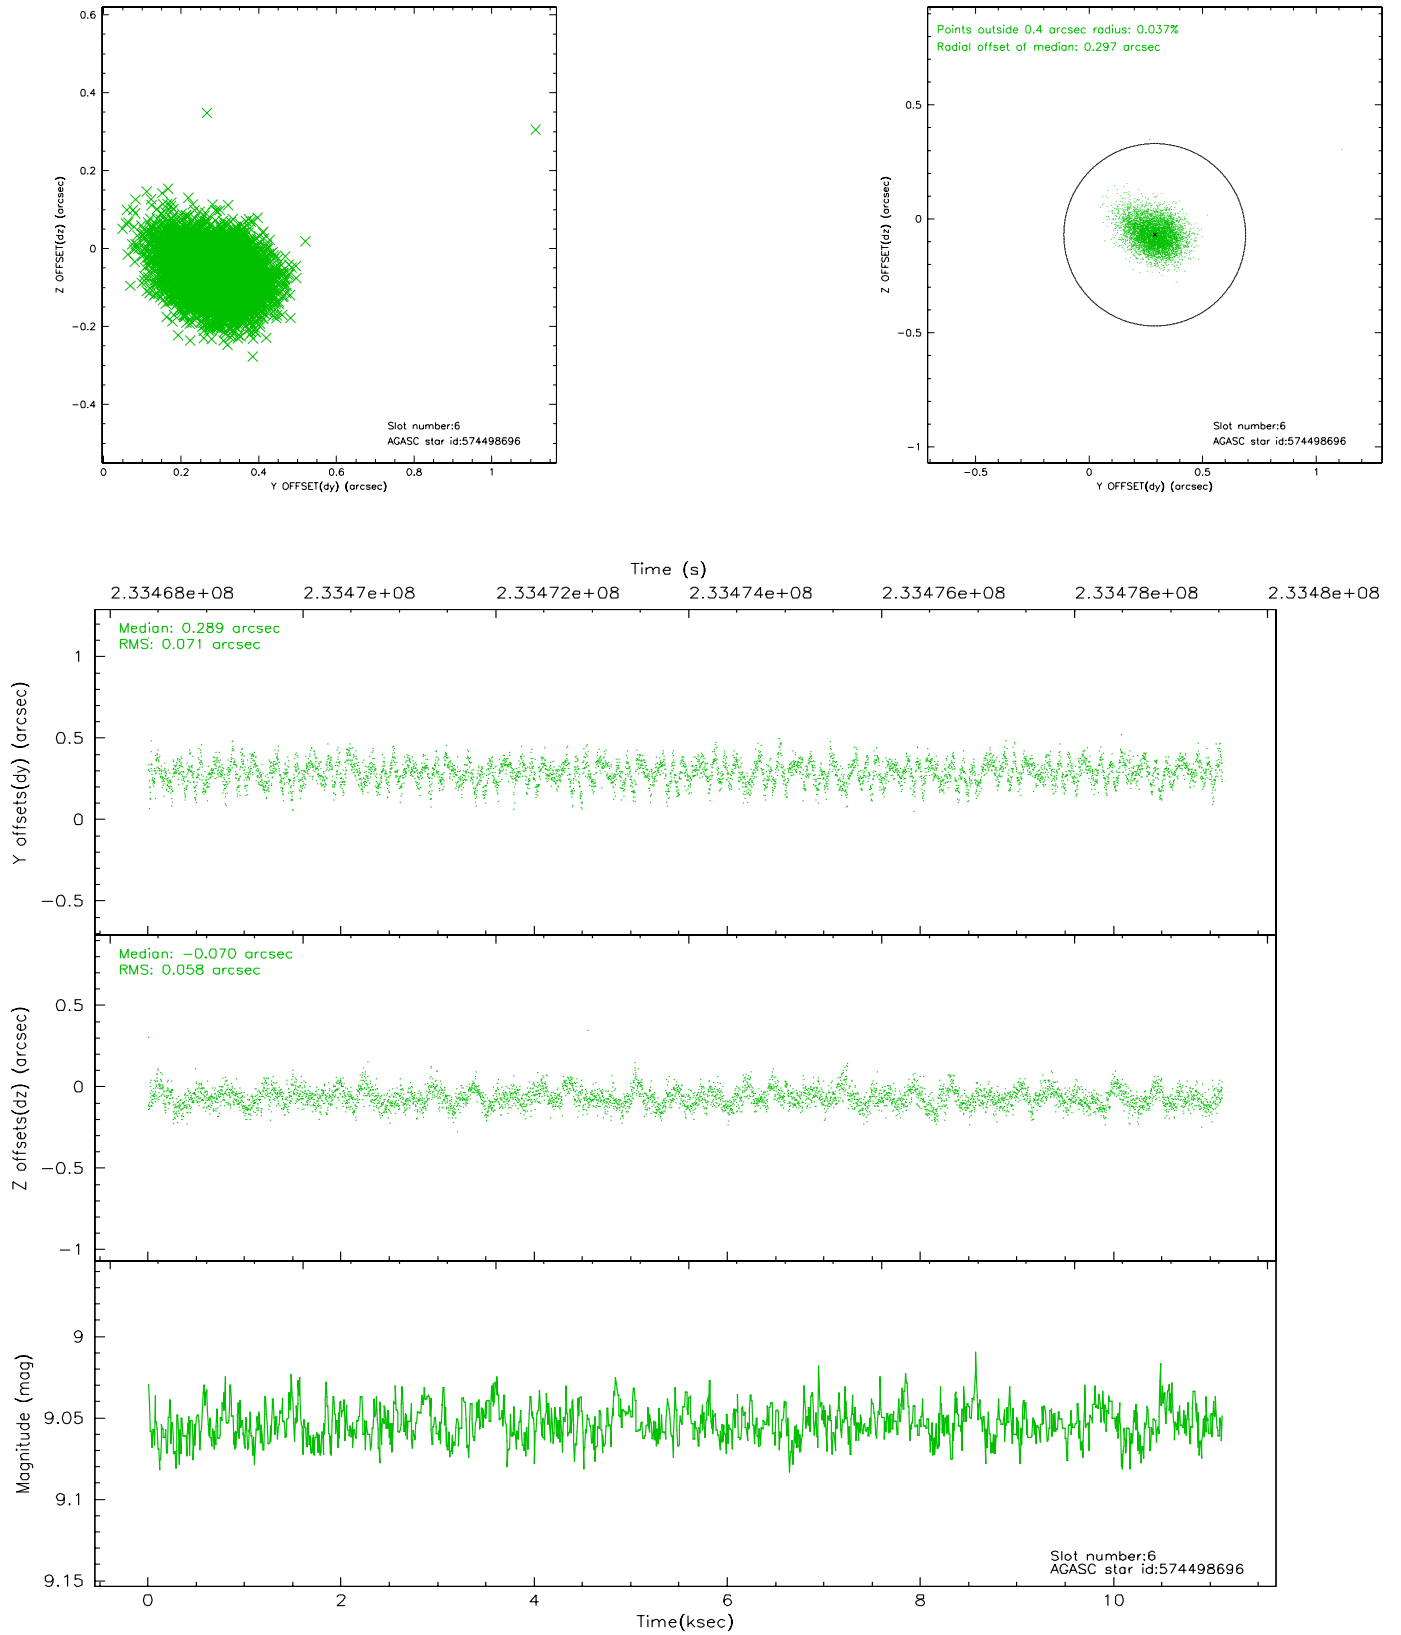 0.6
0.4
0.2
0
−0.2
−0.4
Z OFFSET(dz) (arcsec)
Slot number:6
AGASC star id:574498696
0 0.2 0.4 0.6 0.8 1
Y OFFSET(dy) (arcsec)
Points outside 0.4 arcsec radius: 0.037%
Radial offset of median: 0.297 arcsec
0.5
0
−0.5
−1
Z OFFSET(dz) (arcsec)
Slot number:6
AGASC star id:574498696
−0.5 0 0.5 1
Y OFFSET(dy) (arcsec)
Time (s)
2.33468e+08 2.3347e+08 2.33472e+08 2.33474e+08 2.33476e+08 2.33478e+08 2.3348e+08
Median: 0.289 arcsec
RMS: 0.071 arcsec
1
0.5
0
−0.5
Y offsets(dy) (arcsec)
Median: −0.070 arcsec
RMS: 0.058 arcsec
0.5
0
−0.5
−1
Z offsets(dz) (arcsec)
9
9.05
9.1
9.15
Magnitude (mag)
Slot number:6
AGASC star id:574498696
0 2 4 6 8 10
Time(ksec)